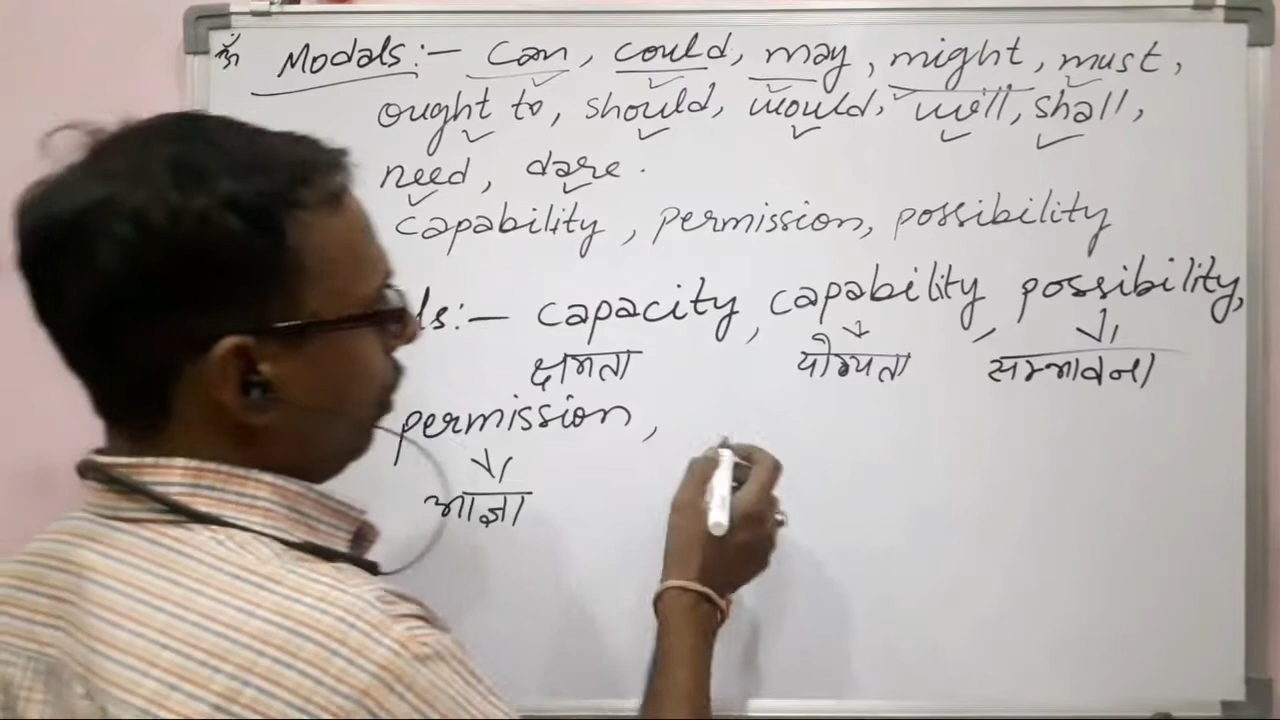 ॐ Modals:- can, could, may, might, must,
ought to, should, would, will, shall,
need, dare.
capability, permission, possibility
ls:- capacity, capability, possibility,
क्षमता योग्यता सम्भावना
permission,
आज्ञा